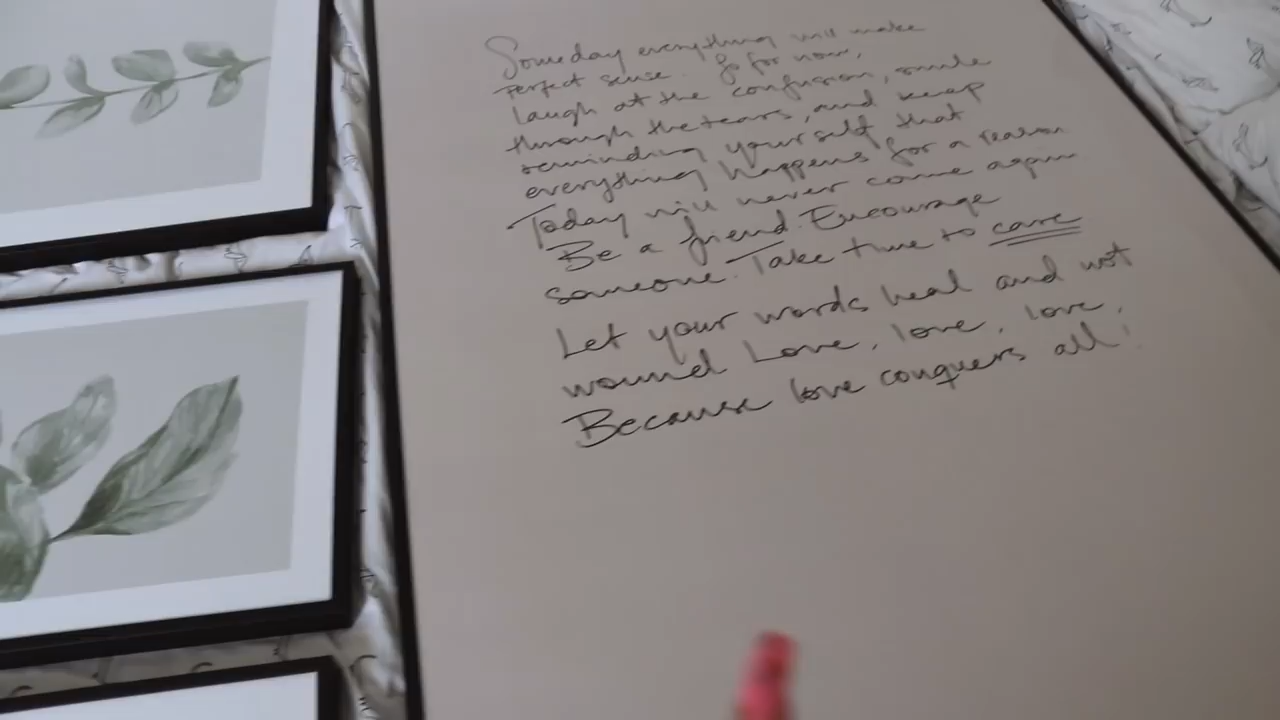 Someday everything will make
perfect sense. So for now,
laugh at the confusion, smile
through the tears, and keep
reminding yourself that
everything happens for a reason
Today will never come again
Be a friend. Encourage
someone. Take time to care
Let your words heal and not
wound Love, love, love,
Because love conquers all!